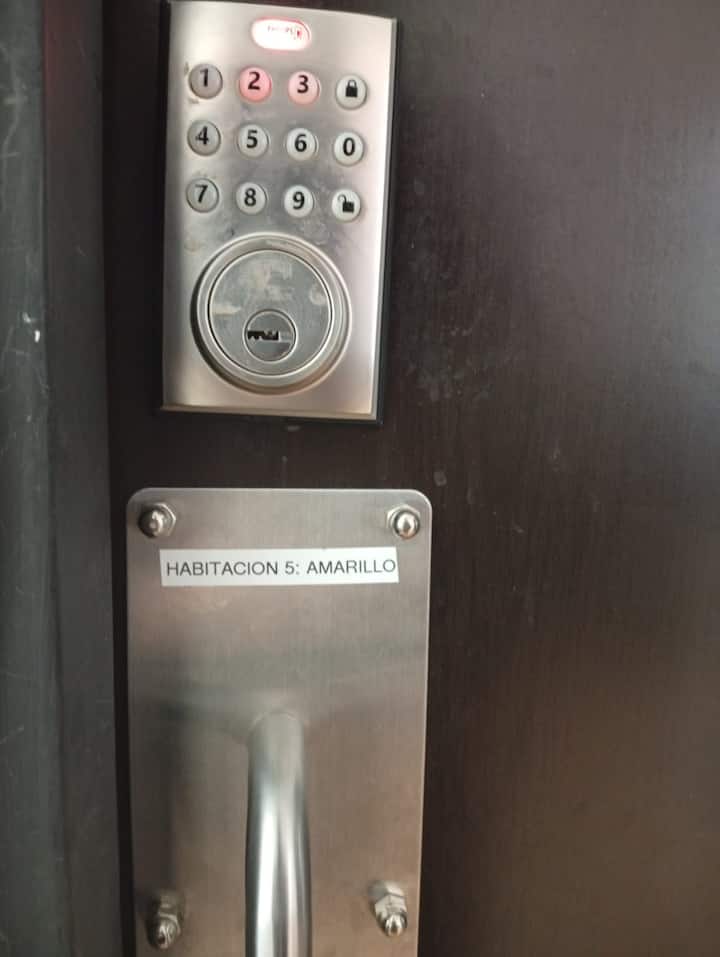 1 2 3
4 5 6 0
7 8 9
HABITACION 5: AMARILLO